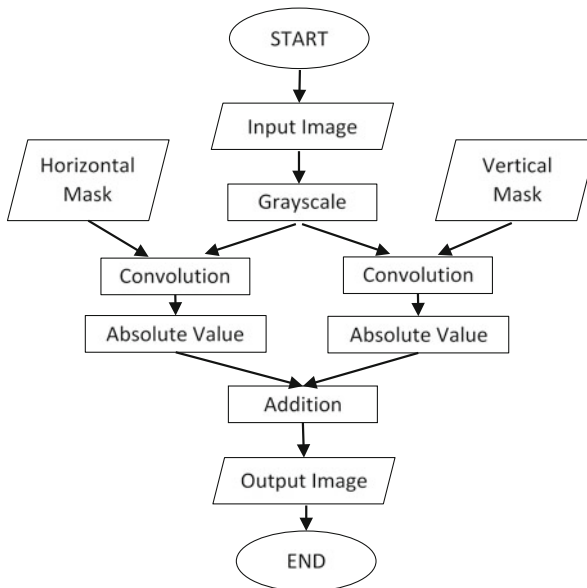 START
Input Image
Horizontal
Mask
Vertical
Mask
Grayscale
Convolution
Convolution
Absolute Value
Absolute Value
Addition
Output Image
END